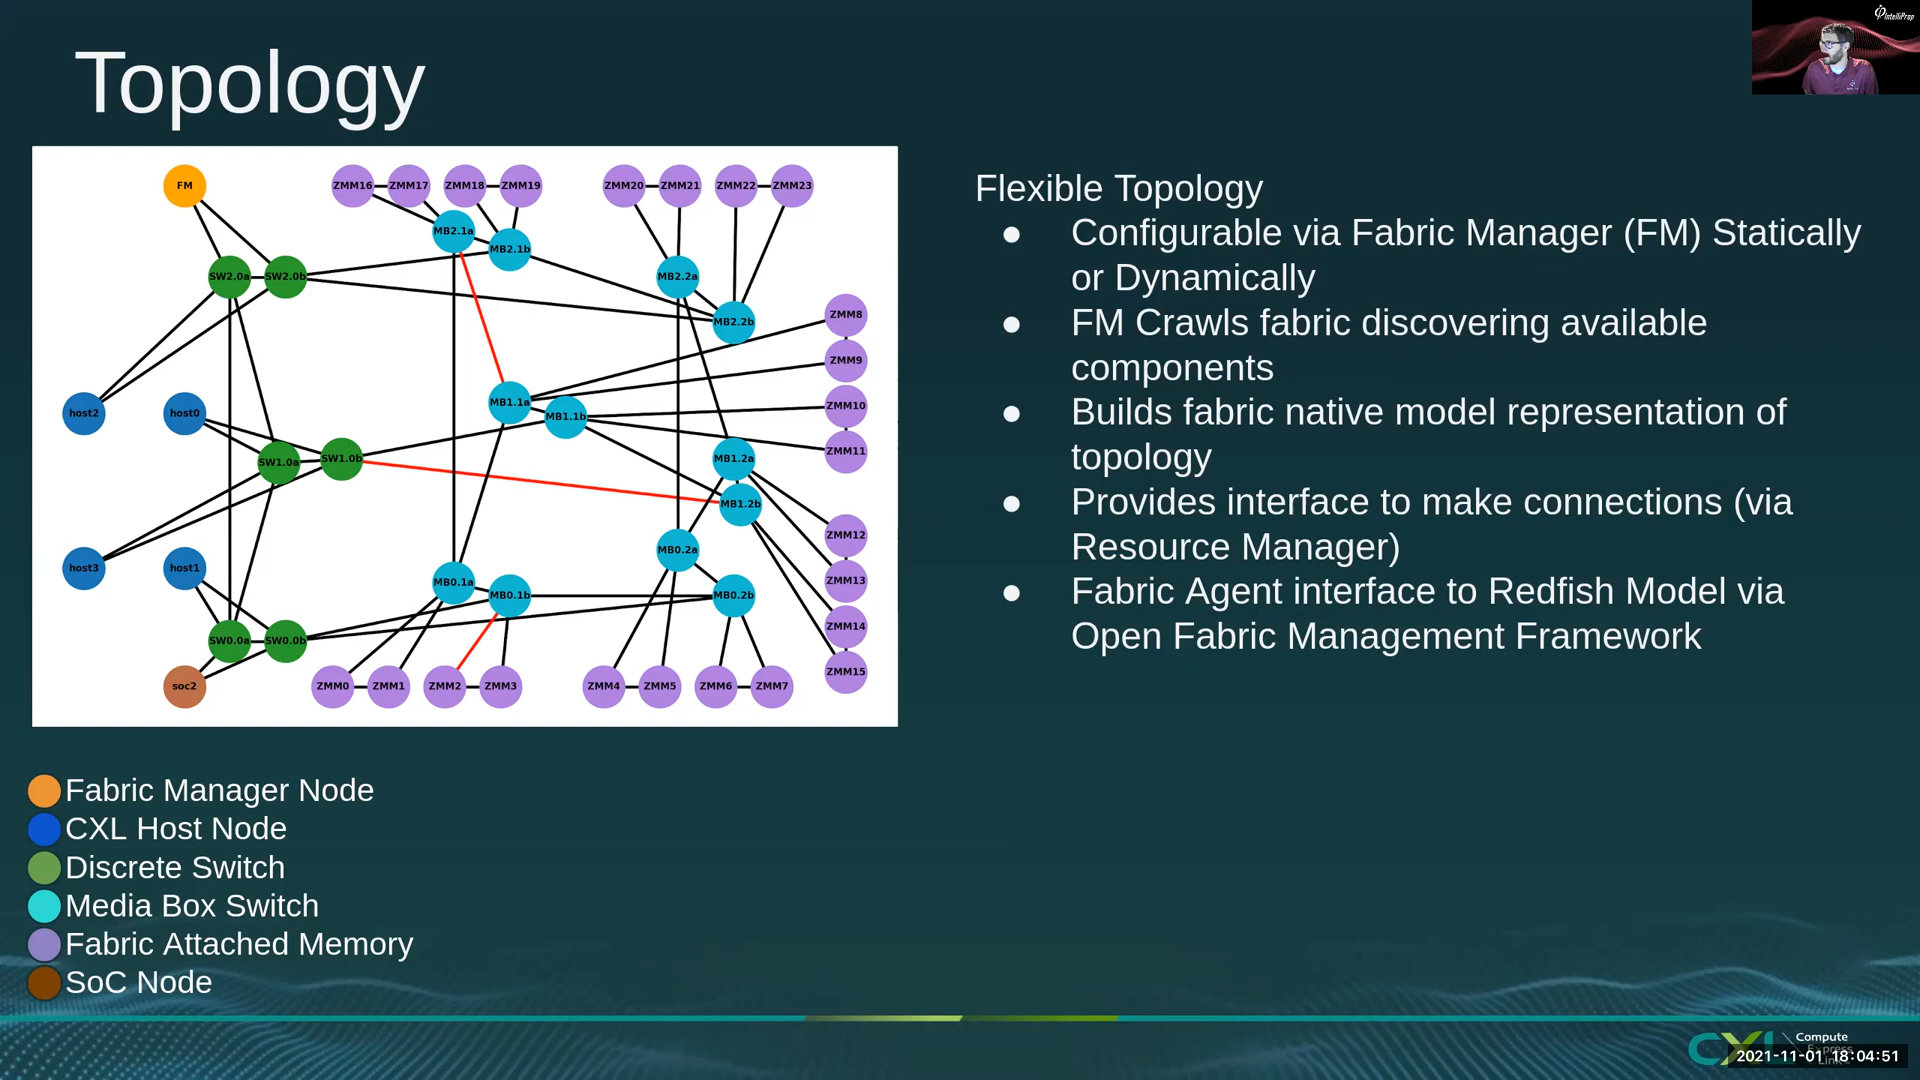 IntelliProp
Topology
FM
ZMM16 ZMM17 ZMM18 ZMM19 ZMM20 ZMM21 ZMM22 ZMM23
MB2.1a
MB2.1b
SW2.0a SW2.0b MB2.2a
MB2.2b
ZMM8
ZMM9
MB1.1a
ZMM10
host2 host0 MB1.1b
ZMM11
SW1.0a SW1.0b MB1.2a
MB1.2b
ZMM12
MB0.2a
host3 host1
ZMM13
MB0.1a
MB0.1b MB0.2b
ZMM14
SW0.0a SW0.0b
ZMM15
soc2 ZMM0 ZMM1 ZMM2 ZMM3 ZMM4 ZMM5 ZMM6 ZMM7
Flexible Topology
● Configurable via Fabric Manager (FM) Statically
or Dynamically
● FM Crawls fabric discovering available
components
● Builds fabric native model representation of
topology
● Provides interface to make connections (via
Resource Manager)
● Fabric Agent interface to Redfish Model via
Open Fabric Management Framework
Fabric Manager Node
CXL Host Node
Discrete Switch
Media Box Switch
Fabric Attached Memory
SoC Node
CXL
Compute
Express
2021-11-01 18:04:51